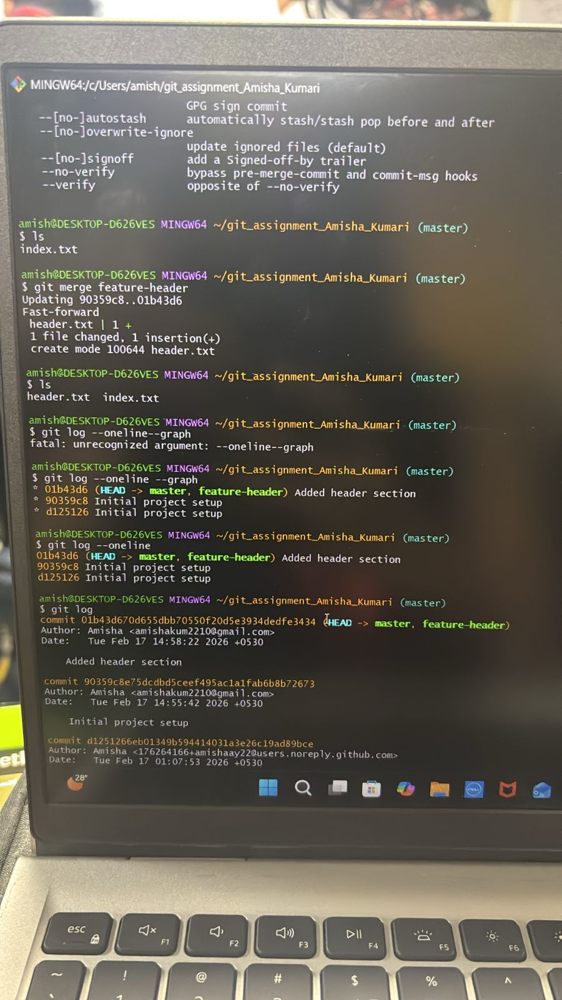 MINGW64:/c/Users/amish/git_assignment_Amisha_Kumari
GPG sign commit
--[no-]autostash automatically stash/stash pop before and after
--[no-]overwrite-ignore
update ignored files (default)
--[no-]signoff add a Signed-off-by trailer
--no-verify bypass pre-merge-commit and commit-msg hooks
--verify opposite of --no-verify
amish@DESKTOP-D626VES MINGW64 ~/git_assignment_Amisha_Kumari (master)
$ ls
index.txt
amish@DESKTOP-D626VES MINGW64 ~/git_assignment_Amisha_Kumari (master)
$ git merge feature-header
Updating 90359c8..01b43d6
Fast-forward
header.txt | 1 +
1 file changed, 1 insertion(+)
create mode 100644 header.txt
amish@DESKTOP-D626VES MINGW64 ~/git_assignment_Amisha_Kumari (master)
$ ls
header.txt index.txt
amish@DESKTOP-D626VES MINGW64 ~/git_assignment_Amisha_Kumari (master)
$ git log --oneline--graph
fatal: unrecognized argument: --oneline--graph
amish@DESKTOP-D626VES MINGW64 ~/git_assignment_Amisha_Kumari (master)
$ git log --oneline --graph
* 01b43d6 (HEAD -> master, feature-header) Added header section
* 90359c8 Initial project setup
* d125126 Initial project setup
amish@DESKTOP-D626VES MINGW64 ~/git_assignment_Amisha_Kumari (master)
$ git log --oneline
01b43d6 (HEAD -> master, feature-header) Added header section
90359c8 Initial project setup
d125126 Initial project setup
amish@DESKTOP-D626VES MINGW64 ~/git_assignment_Amisha_Kumari (master)
$ git log
commit 01b43d670d655dbb70550f20d5e3934dedfe3434 (HEAD -> master, feature-header)
Author: Amisha <amishakum2210@gmail.com>
Date: Tue Feb 17 14:58:22 2026 +0530
Added header section
commit 90359c8e75dcdbd5ceef495ac1a1fab6b8b72673
Author: Amisha <amishakum2210@gmail.com>
Date: Tue Feb 17 14:55:42 2026 +0530
Initial project setup
commit d1251266eb01349b594414031a3e26c19ad89bce
Author: Amisha <176264166+amishaay22@users.noreply.github.com>
Date: Tue Feb 17 01:07:53 2026 +0530
28°
DELL
esc F1 F2 F3 F4 F5 F6
~ ! @ # $ % ^